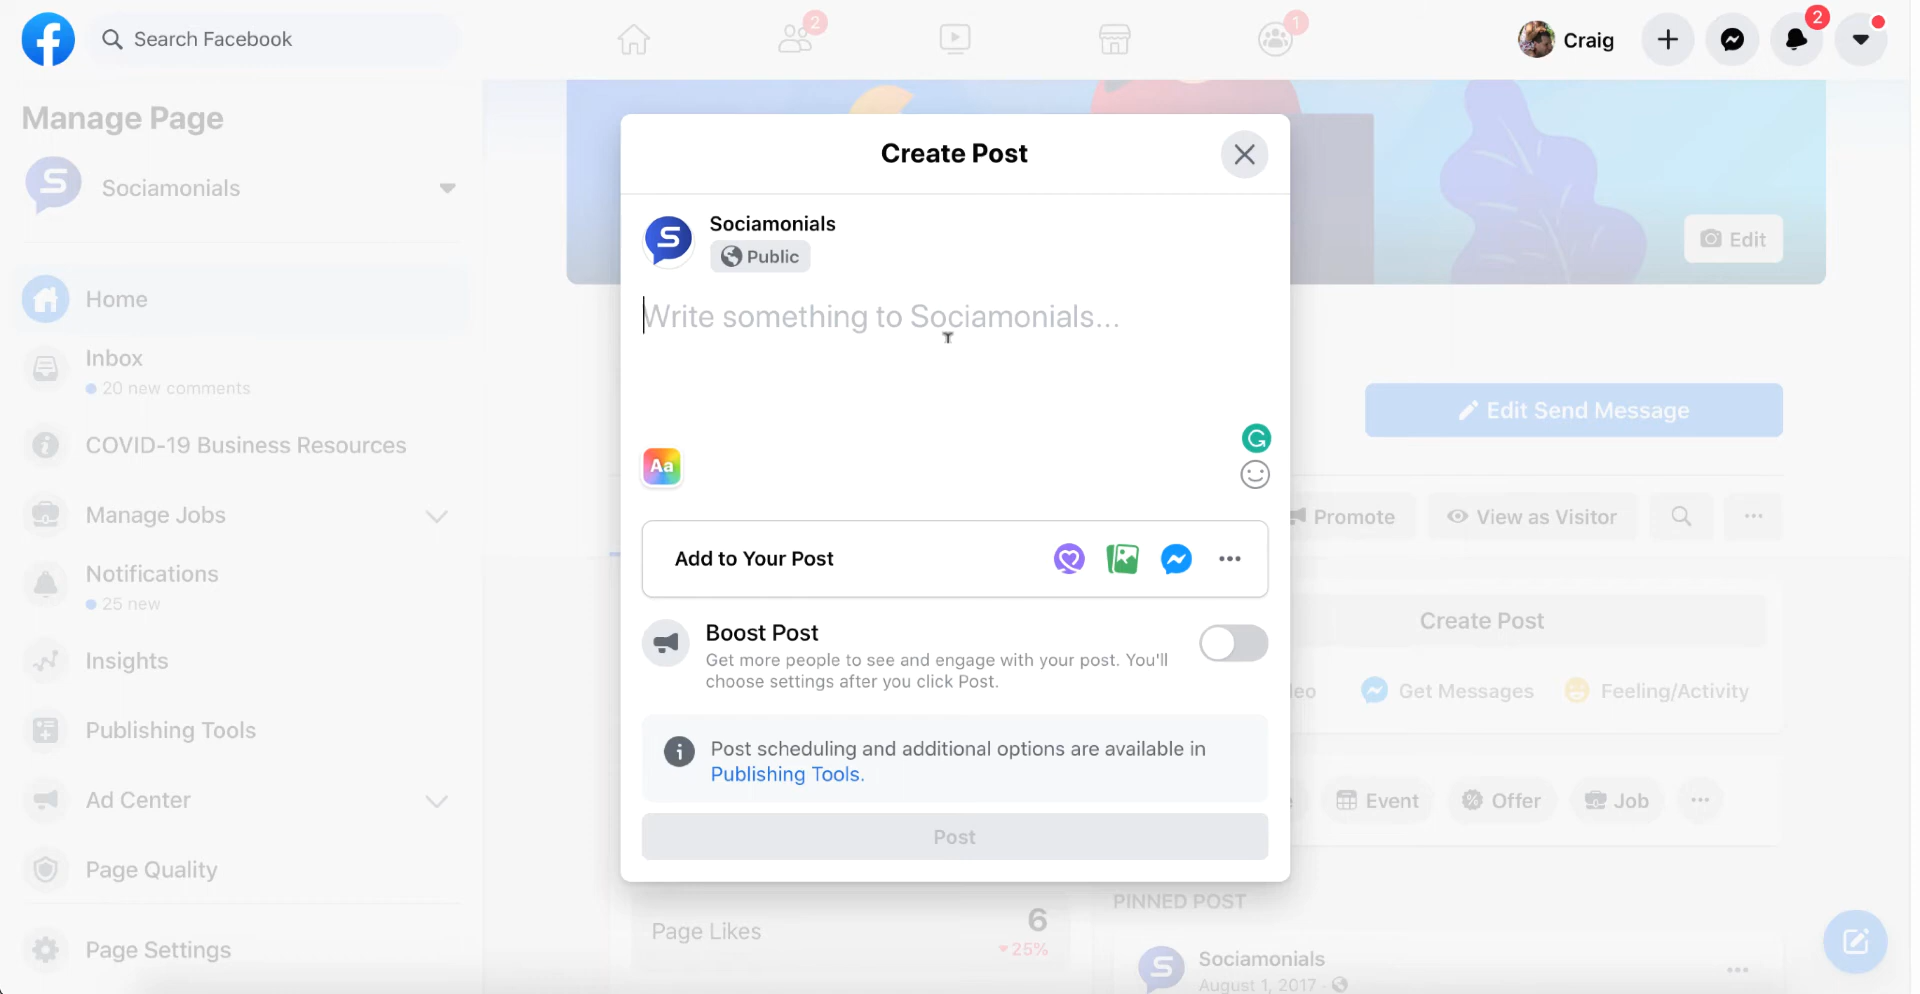 Search Facebook
2
1
Craig
2
Manage Page
Sociamonials
Home
Inbox
20 new comments
COVID-19 Business Resources
Manage Jobs
Notifications
25 new
Insights
Publishing Tools
Ad Center
Page Quality
Page Settings
Create Post
Sociamonials
Public
Write something to Sociamonials...
Aa
Add to Your Post
Boost Post
Get more people to see and engage with your post. You'll
choose settings after you click Post.
Post scheduling and additional options are available in
Publishing Tools.
Post
Edit
Edit Send Message
Promote
View as Visitor
Create Post
Get Messages
Feeling/Activity
Event
Offer
Job
Page Likes
6
25%
PINNED POST
Sociamonials
August 1, 2017 ·